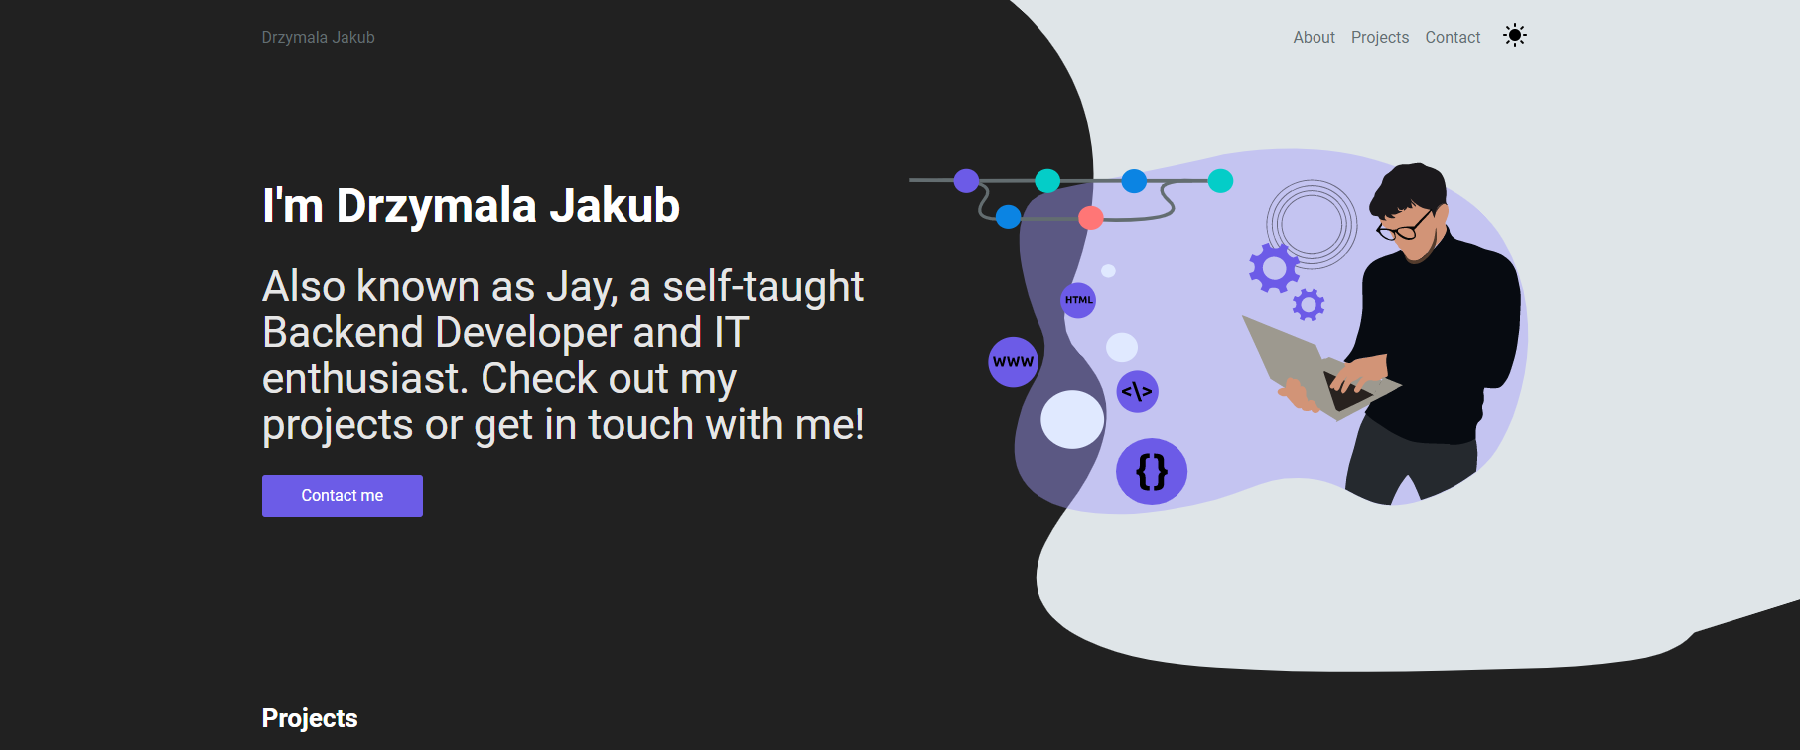 Drzymala Jakub
About Projects Contact
I'm Drzymala Jakub
Also known as Jay, a self-taught
Backend Developer and IT
enthusiast. Check out my
projects or get in touch with me!
Contact me
HTML
WWW
</>
{}
Projects